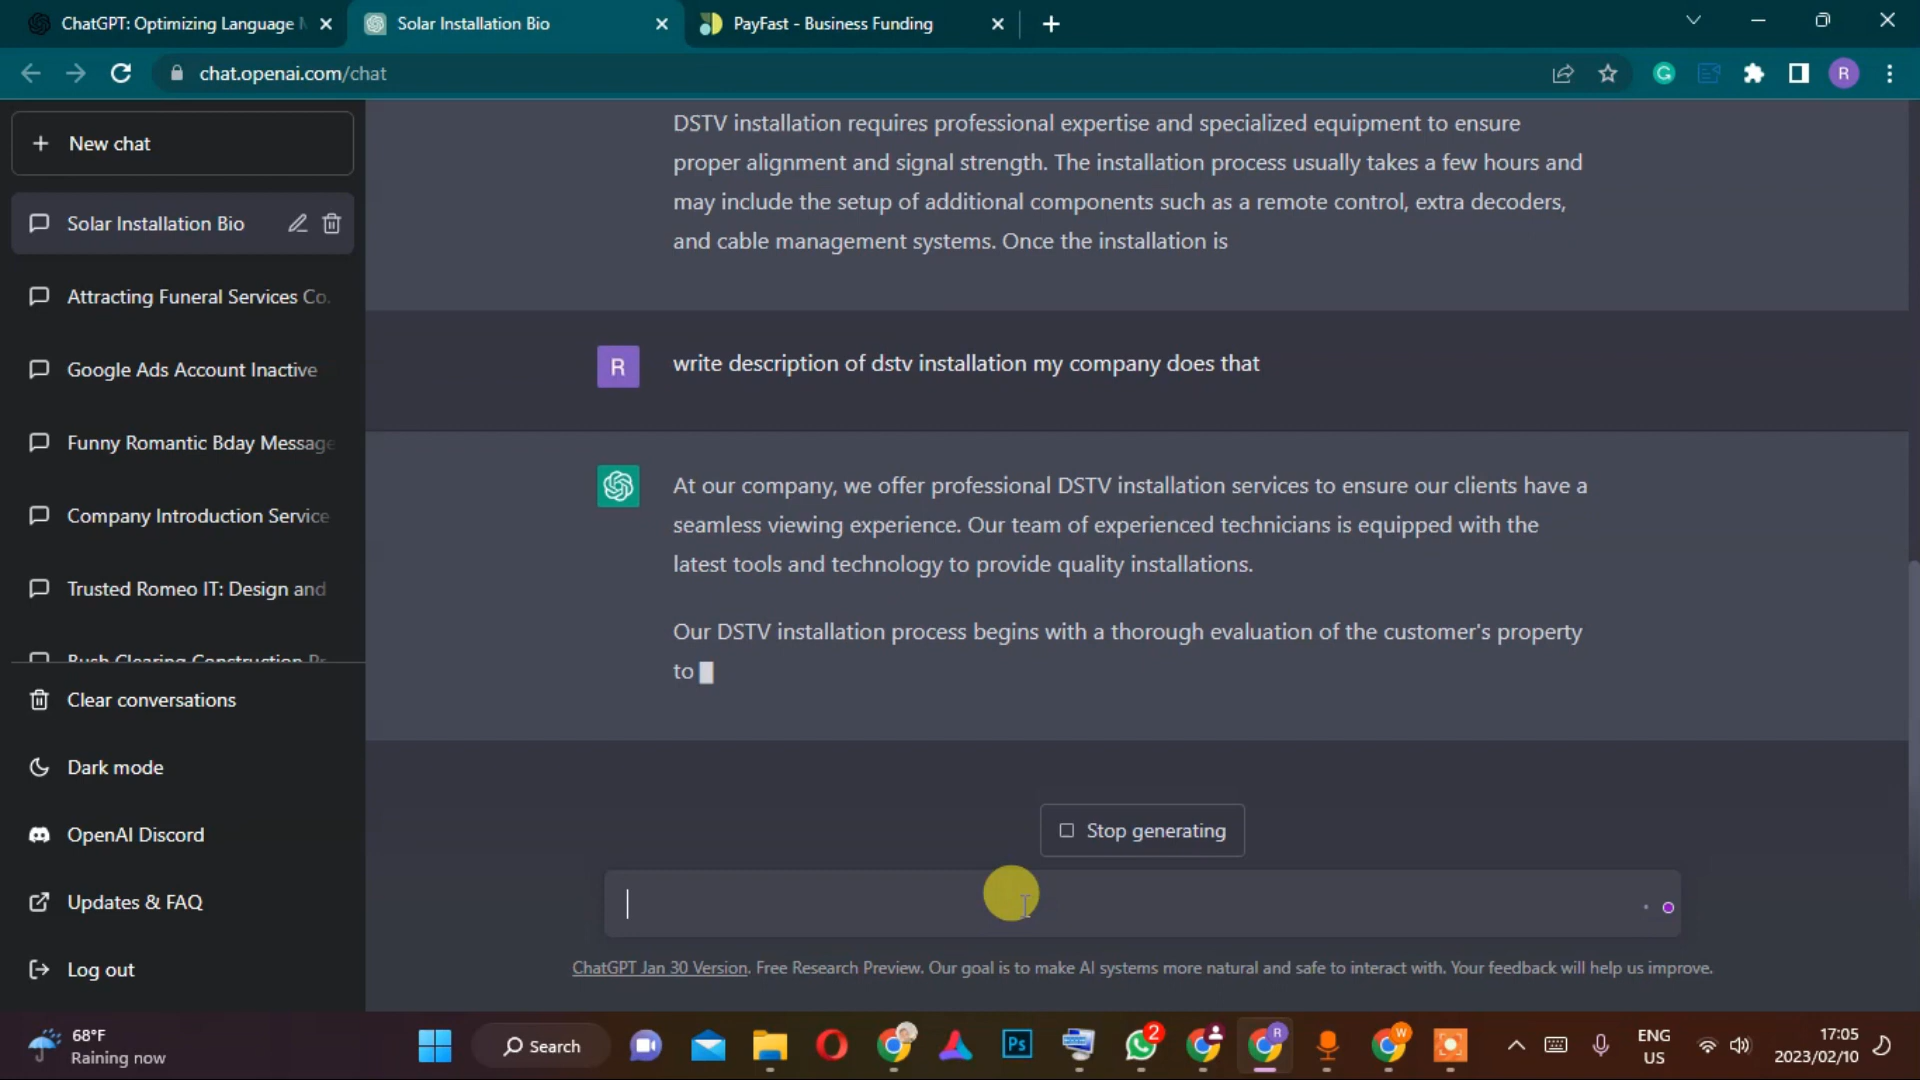 ChatGPT: Optimizing Language
Solar Installation Bio
PayFast - Business Funding
chat.openai.com/chat
R
New chat
Solar Installation Bio
Attracting Funeral Services Co.
Google Ads Account Inactive
Funny Romantic Bday Message
Company Introduction Service
Trusted Romeo IT: Design and
Bush Clearing Construction
Clear conversations
Dark mode
OpenAI Discord
Updates & FAQ
Log out
DSTV installation requires professional expertise and specialized equipment to ensure
proper alignment and signal strength. The installation process usually takes a few hours and
may include the setup of additional components such as a remote control, extra decoders,
and cable management systems. Once the installation is
R
write description of dstv installation my company does that
At our company, we offer professional DSTV installation services to ensure our clients have a
seamless viewing experience. Our team of experienced technicians is equipped with the
latest tools and technology to provide quality installations.
Our DSTV installation process begins with a thorough evaluation of the customer's property
to
Stop generating
ChatGPT Jan 30 Version. Free Research Preview. Our goal is to make AI systems more natural and safe to interact with. Your feedback will help us improve.
68°F
Raining now
Search
Ps
2
R
W
ENG
US
17:05
2023/02/10